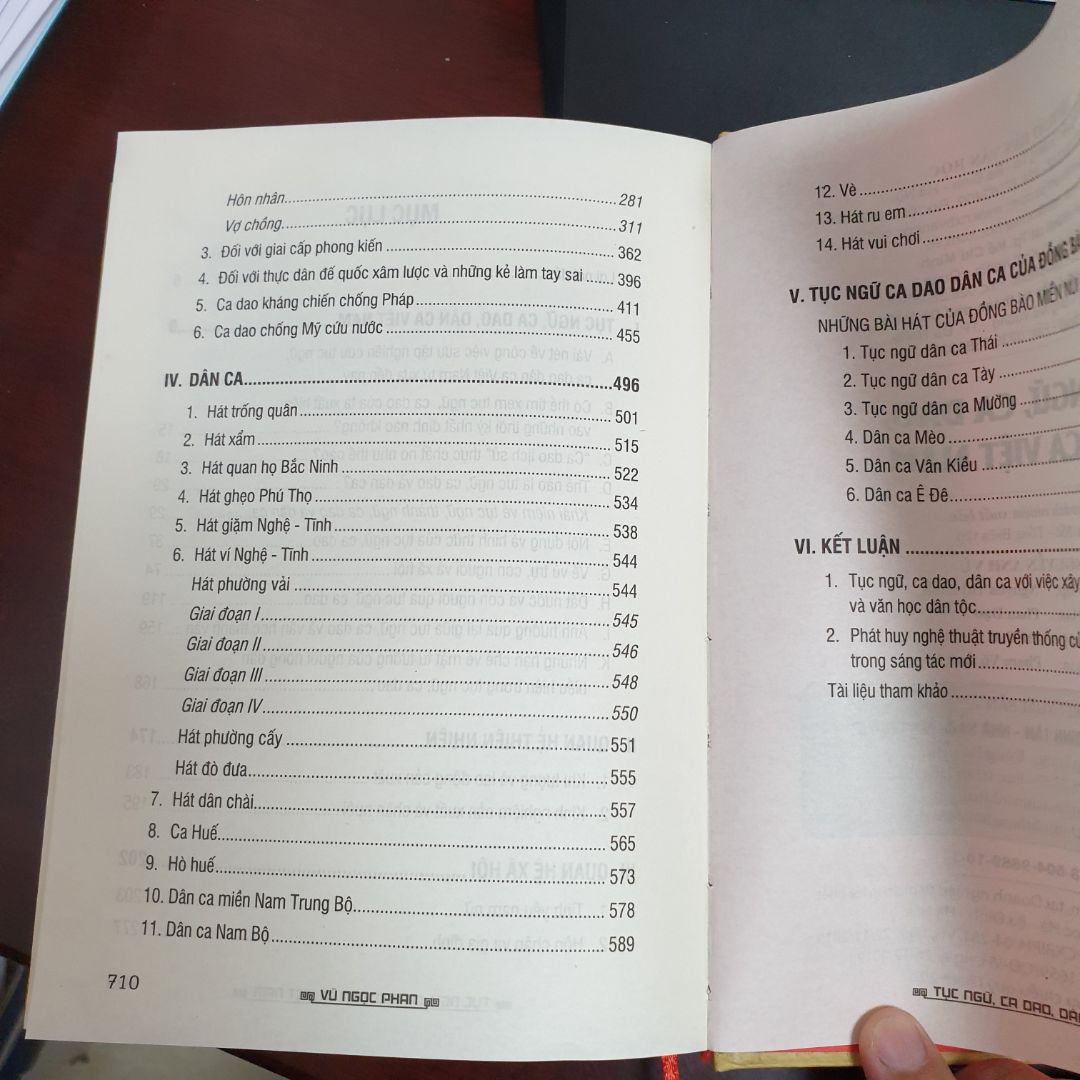 Hôn nhân.....281
Vợ chồng.....311
3. Đối với giai cấp phong kiến.....362
4. Đối với thực dân đế quốc xâm lược và những kẻ làm tay sai.....396
5. Ca dao kháng chiến chống Pháp.....411
6. Ca dao chống Mỹ cứu nước.....455
IV. DÂN CA.....496
1. Hát trống quân.....501
2. Hát xẩm.....515
3. Hát quan họ Bắc Ninh.....522
4. Hát ghẹo Phú Thọ.....534
5. Hát giặm Nghệ - Tĩnh.....538
6. Hát ví Nghệ - Tĩnh.....544
Hát phường vải.....544
Giai đoạn I.....545
Giai đoạn II.....546
Giai đoạn III.....548
Giai đoạn IV.....550
Hát phường cấy.....551
Hát đò đưa.....555
7. Hát dân chài.....557
8. Ca Huế.....565
9. Hò huế.....573
10. Dân ca miền Nam Trung Bộ.....578
11. Dân ca Nam Bộ.....589
710
VŨ NGỌC PHAN
12. Vè.....
13. Hát ru em.....
14. Hát vui chơi.....
V. TỤC NGỮ CA DAO DÂN CA CỦA ĐỒNG
NHỮNG BÀI HÁT CỦA ĐỒNG BÀO MIỀN
1. Tục ngữ dân ca Thái.....
2. Tục ngữ dân ca Tày.....
3. Tục ngữ dân ca Mường.....
4. Dân ca Mèo.....
5. Dân ca Vân Kiều.....
6. Dân ca Ê Đê.....
VI. KẾT LUẬN.....
1. Tục ngữ, ca dao, dân ca với việc xây
và văn học dân tộc.....
2. Phát huy nghệ thuật truyền thống
trong sáng tác mới.....
Tài liệu tham khảo.....
TỤC NGỮ, CA DAO,